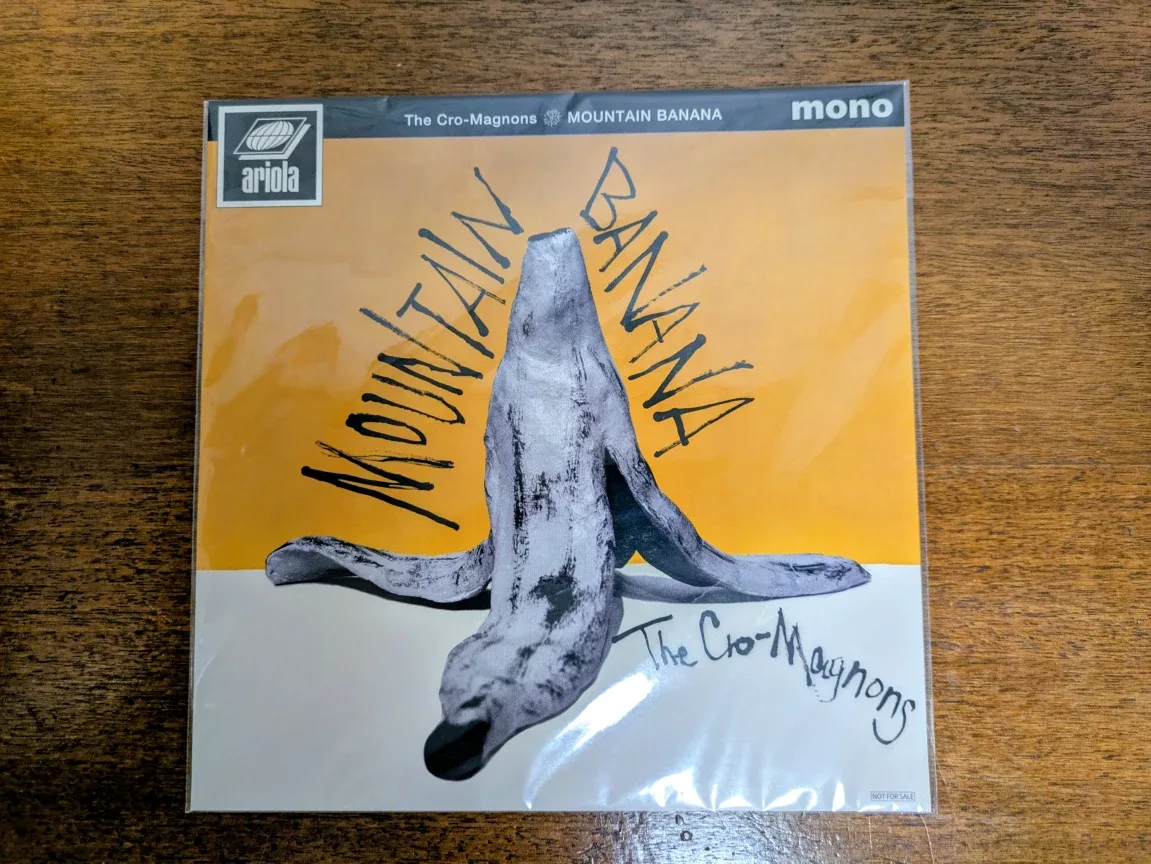 The Cro-Magnons MOUNTAIN BANANA
mono
ariola
MOUNTAIN
BANANA
The Cro-Magnons
NOT FOR SALE